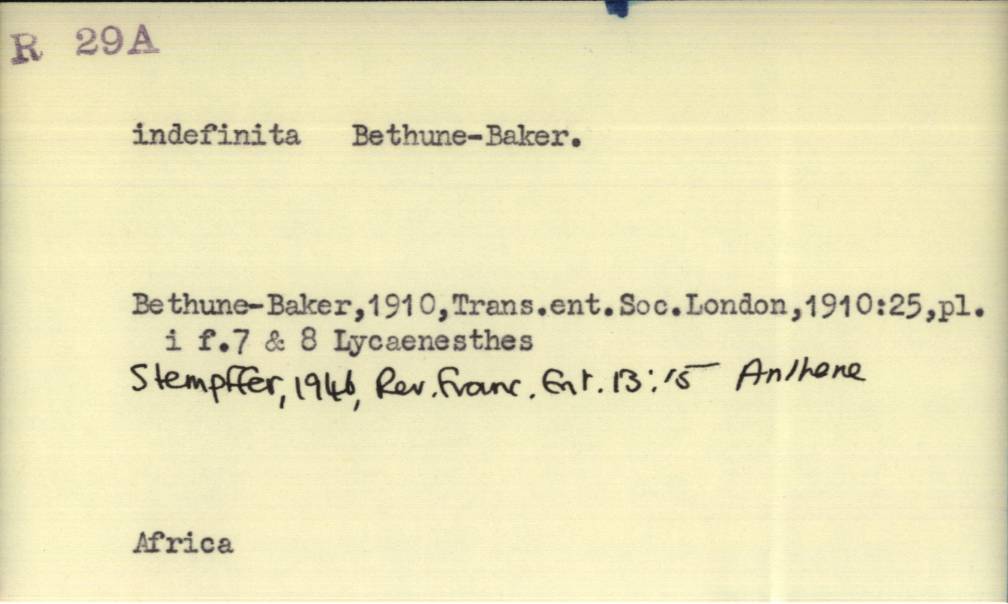 R 29A
indefinita Bethune-Baker.
Bethune-Baker,1910,Trans.ent.Soc.London,1910:25,pl.
i f.7 & 8 Lycaenesthes
Stempffer, 1946, Rev. Franc. Ent. 13:15 Anthene
Africa